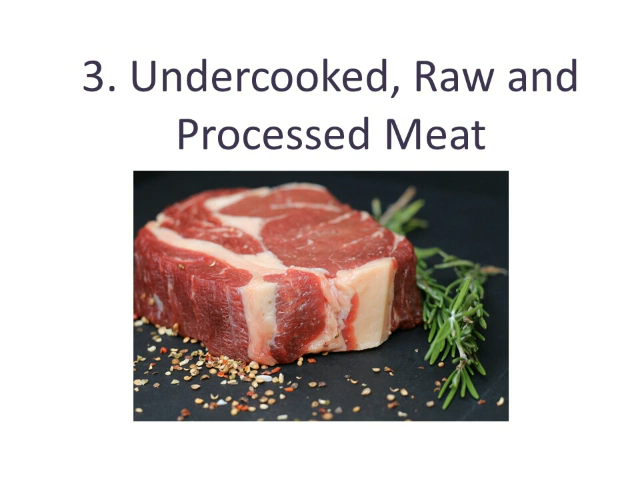 3. Undercooked, Raw and
Processed Meat